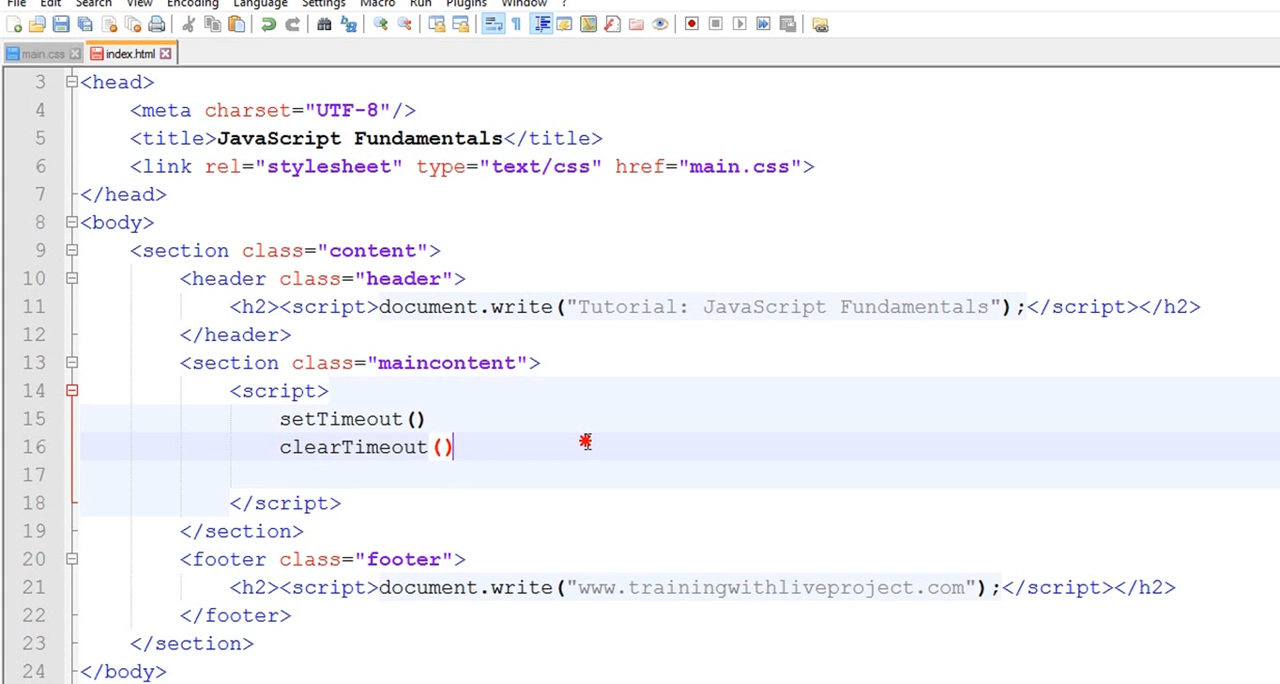 File Edit Search View Encoding Language Settings Macro Run Plugins Window ?
main.css index.html
3 <head>
4 <meta charset="UTF-8"/>
5 <title>JavaScript Fundamentals</title>
6 <link rel="stylesheet" type="text/css" href="main.css">
7 </head>
8 <body>
9 <section class="content">
10 <header class="header">
11 <h2><script>document.write("Tutorial: JavaScript Fundamentals");</script></h2>
12 </header>
13 <section class="maincontent">
14 <script>
15 setTimeout()
16 clearTimeout()
17
18 </script>
19 </section>
20 <footer class="footer">
21 <h2><script>document.write("www.trainingwithliveproject.com");</script></h2>
22 </footer>
23 </section>
24 </body>